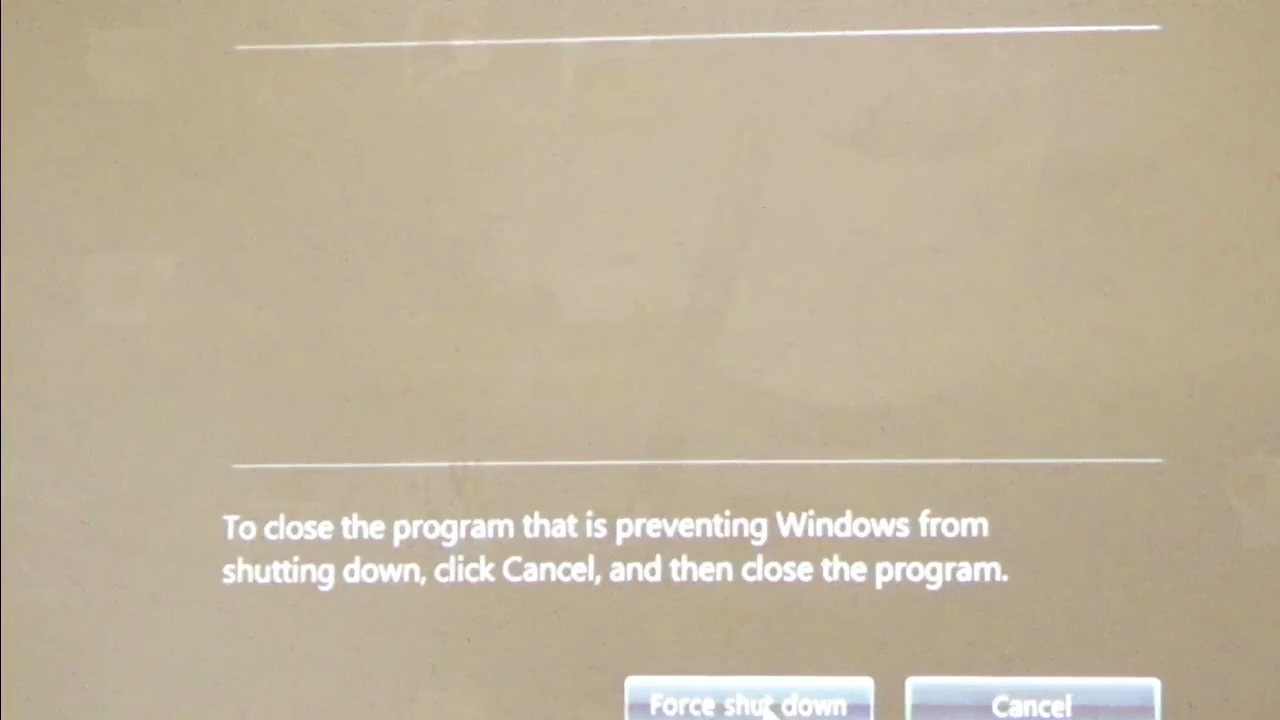 To close the program that is preventing Windows from
shutting down, click Cancel, and then close the program.
Force shut down
Cancel